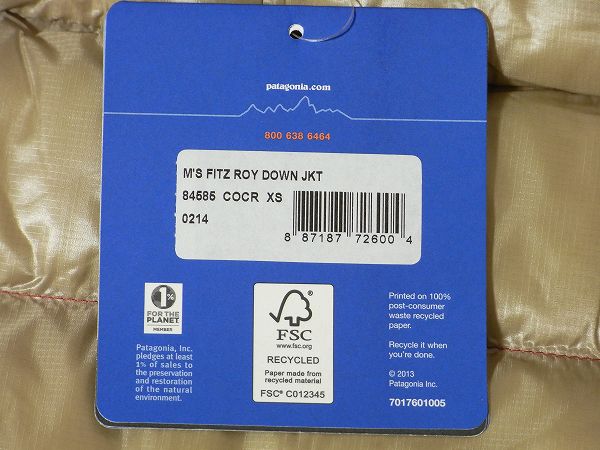 patagonia.com
800 638 6464
M'S FITZ ROY DOWN JKT
84585 COCR XS
0214
8 87187 72600 4
1%
FOR THE
PLANET
MEMBER
Patagonia, Inc.
pledges at least
1% of sales to
the preservation
and restoration
of the natural
environment.
FSC
www.fsc.org
RECYCLED
Paper made from
recycled material
FSC® C012345
Printed on 100%
post-consumer
waste recycled
paper.
Recycle it when
you're done.
© 2013
Patagonia Inc.
7017601005